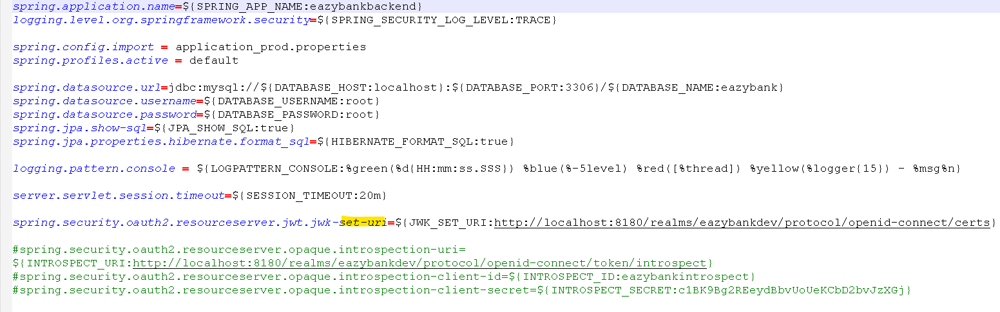 spring.application.name=${SPRING_APP_NAME:eazybankbackend}
logging.level.org.springframework.security=${SPRING_SECURITY_LOG_LEVEL:TRACE}
spring.config.import = application_prod.properties
spring.profiles.active = default
spring.datasource.url=jdbc:mysql://${DATABASE_HOST:localhost}:${DATABASE_PORT:3306}/${DATABASE_NAME:eazybank}
spring.datasource.username=${DATABASE_USERNAME:root}
spring.datasource.password=${DATABASE_PASSWORD:root}
spring.jpa.show-sql=${JPA_SHOW_SQL:true}
spring.jpa.properties.hibernate.format_sql=${HIBERNATE_FORMAT_SQL:true}
logging.pattern.console = ${LOGPATTERN_CONSOLE:%green(%d{HH:mm:ss.SSS}) %blue(%-5level) %red([%thread]) %yellow(%logger{15}) - %msg%n}
server.servlet.session.timeout=${SESSION_TIMEOUT:20m}
spring.security.oauth2.resourceserver.jwt.jwk-set-uri=${JWK_SET_URI:http://localhost:8180/realms/eazybankdev/protocol/openid-connect/certs}
#spring.security.oauth2.resourceserver.opaque.introspection-uri=
${INTROSPECT_URI:http://localhost:8180/realms/eazybankdev/protocol/openid-connect/token/introspect}
#spring.security.oauth2.resourceserver.opaque.introspection-client-id=${INTROSPECT_ID:eazybankintrospect}
#spring.security.oauth2.resourceserver.opaque.introspection-client-secret=${INTROSPECT_SECRET:c1BK9Bg2REeydBbvUoUeKCbD2bvJzXGj}